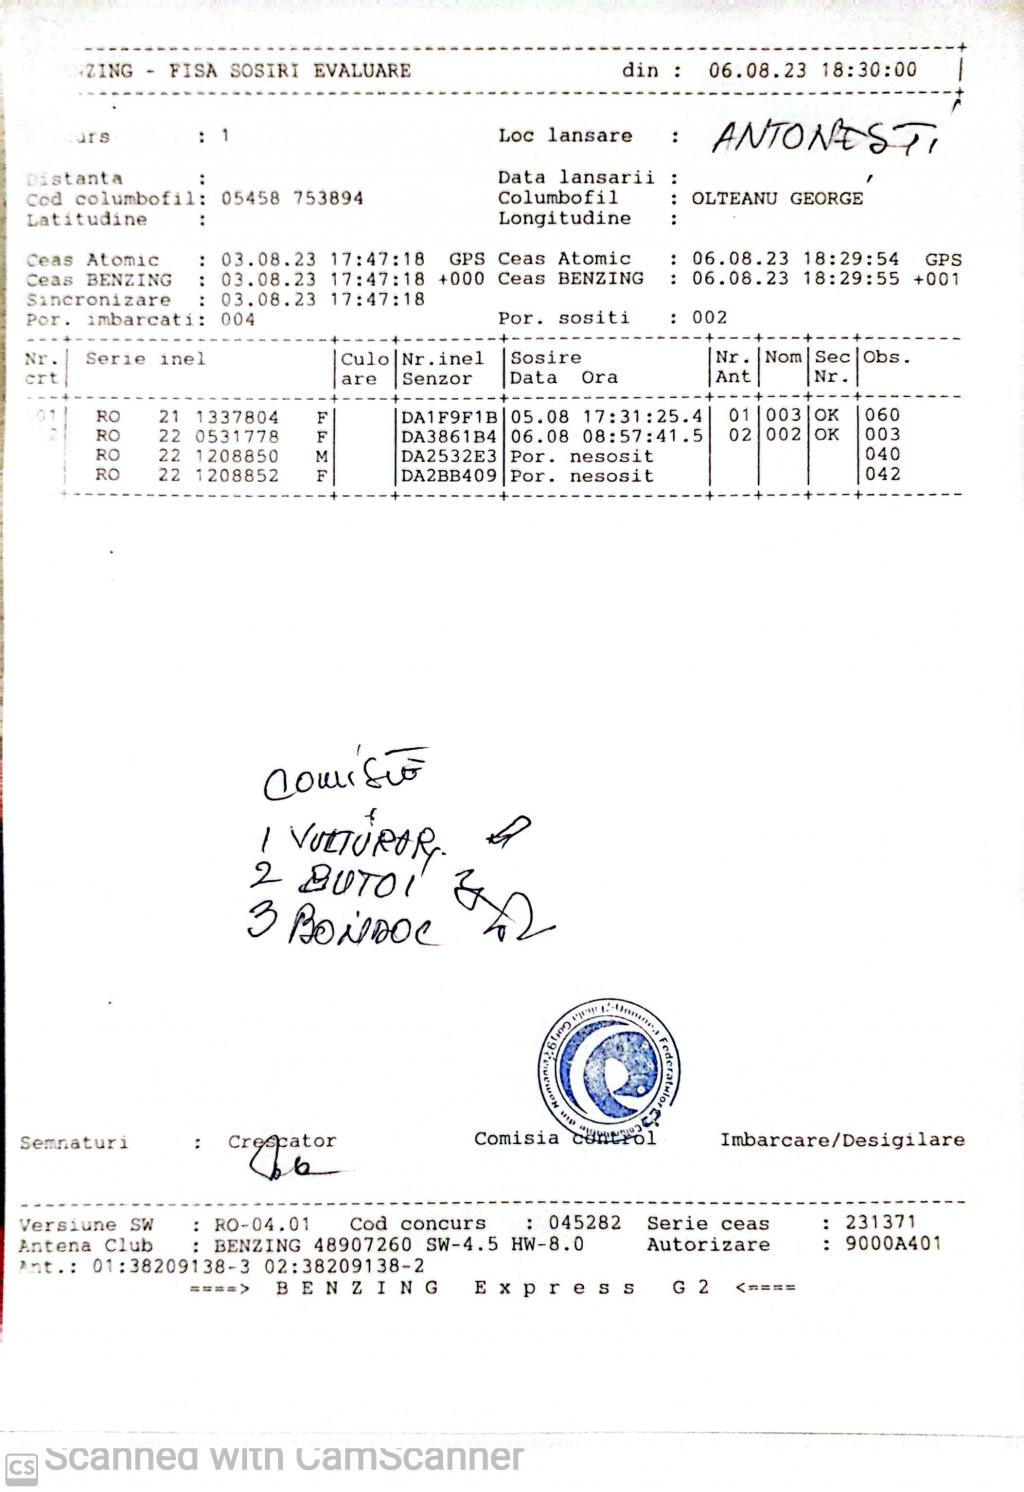 ZING - FISA SOSIRI EVALUARE din : 06.08.23 18:30:00
urs : 1 Loc lansare : ANTONESTI
Distanta : Data lansarii :
Cod columbofil: 05458 753894 Columbofil : OLTEANU GEORGE
Latitudine : Longitudine :
Ceas Atomic : 03.08.23 17:47:18 GPS Ceas Atomic : 06.08.23 18:29:54 GPS
Ceas BENZING : 03.08.23 17:47:18 +000 Ceas BENZING : 06.08.23 18:29:55 +001
Sincronizare : 03.08.23 17:47:18
Por. imbarcati: 004 Por. sositi : 002
Nr. Serie inel Culo Nr.inel Sosire Nr. Nom Sec Obs.
crt are Senzor Data Ora Ant Nr.
01 RO 21 1337804 F DA1F9F1B 05.08 17:31:25.4 01 003 OK 060
2 RO 22 0531778 F DA3861B4 06.08 08:57:41.5 02 002 OK 003
RO 22 1208850 M DA2532E3 Por. nesosit 040
RO 22 1208852 F DA2BB409 Por. nesosit 042
1 VULTURAR
2 BUTOI
3 BONDOC
Semnaturi : Crescator Comisia control Imbarcare/Desigilare
Versiune SW : RO-04.01 Cod concurs : 045282 Serie ceas : 231371
Antena Club : BENZING 48907260 SW-4.5 HW-8.0 Autorizare : 9000A401
Ant.: 01:38209138-3 02:38209138-2
====> B E N Z I N G E x p r e s s G 2 <====
CS Scanned with CamScanner